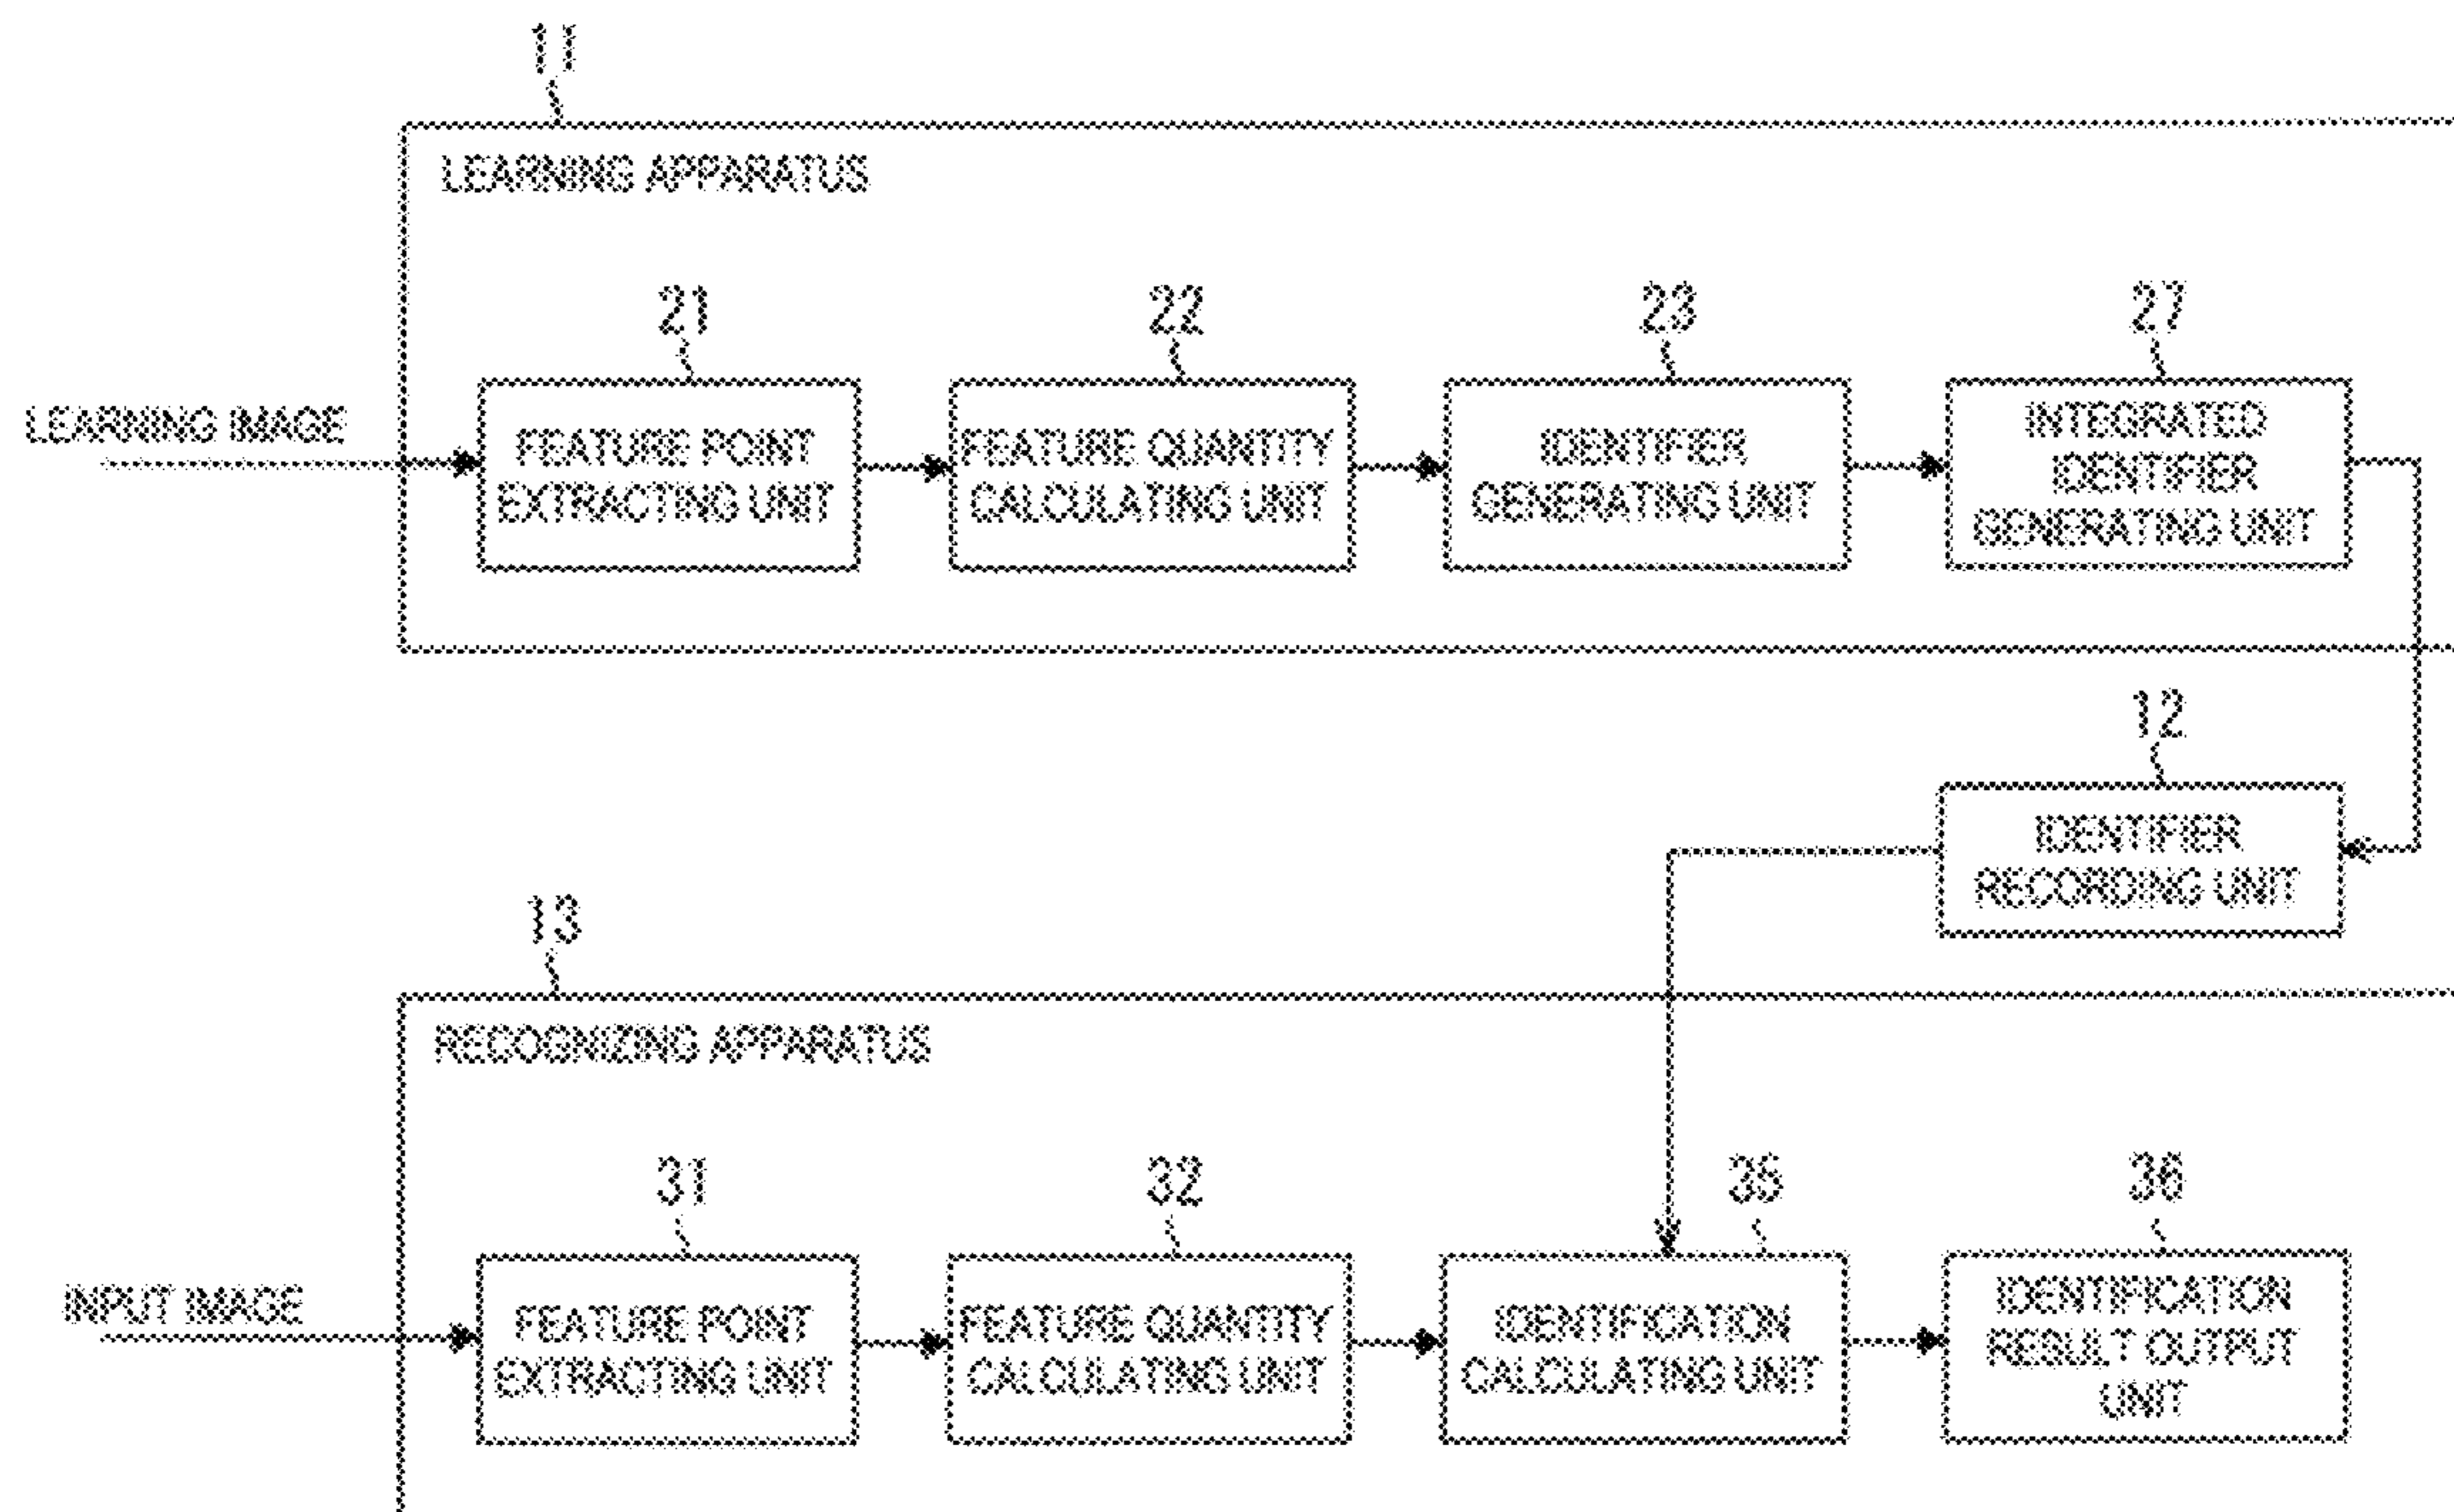 11
LEARNING APPARATUS
21
22
23
27
LEARNING IMAGE
FEATURE POINT
EXTRACTING UNIT
FEATURE QUANTITY
CALCULATING UNIT
IDENTIFIER
GENERATING UNIT
INTEGRATED
IDENTIFIER
GENERATING UNIT
12
IDENTIFIER
RECORDING UNIT
13
RECOGNIZING APPARATUS
31
32
35
36
INPUT IMAGE
FEATURE POINT
EXTRACTING UNIT
FEATURE QUANTITY
CALCULATING UNIT
IDENTIFICATION
CALCULATING UNIT
IDENTIFICATION
RESULT OUTPUT
UNIT